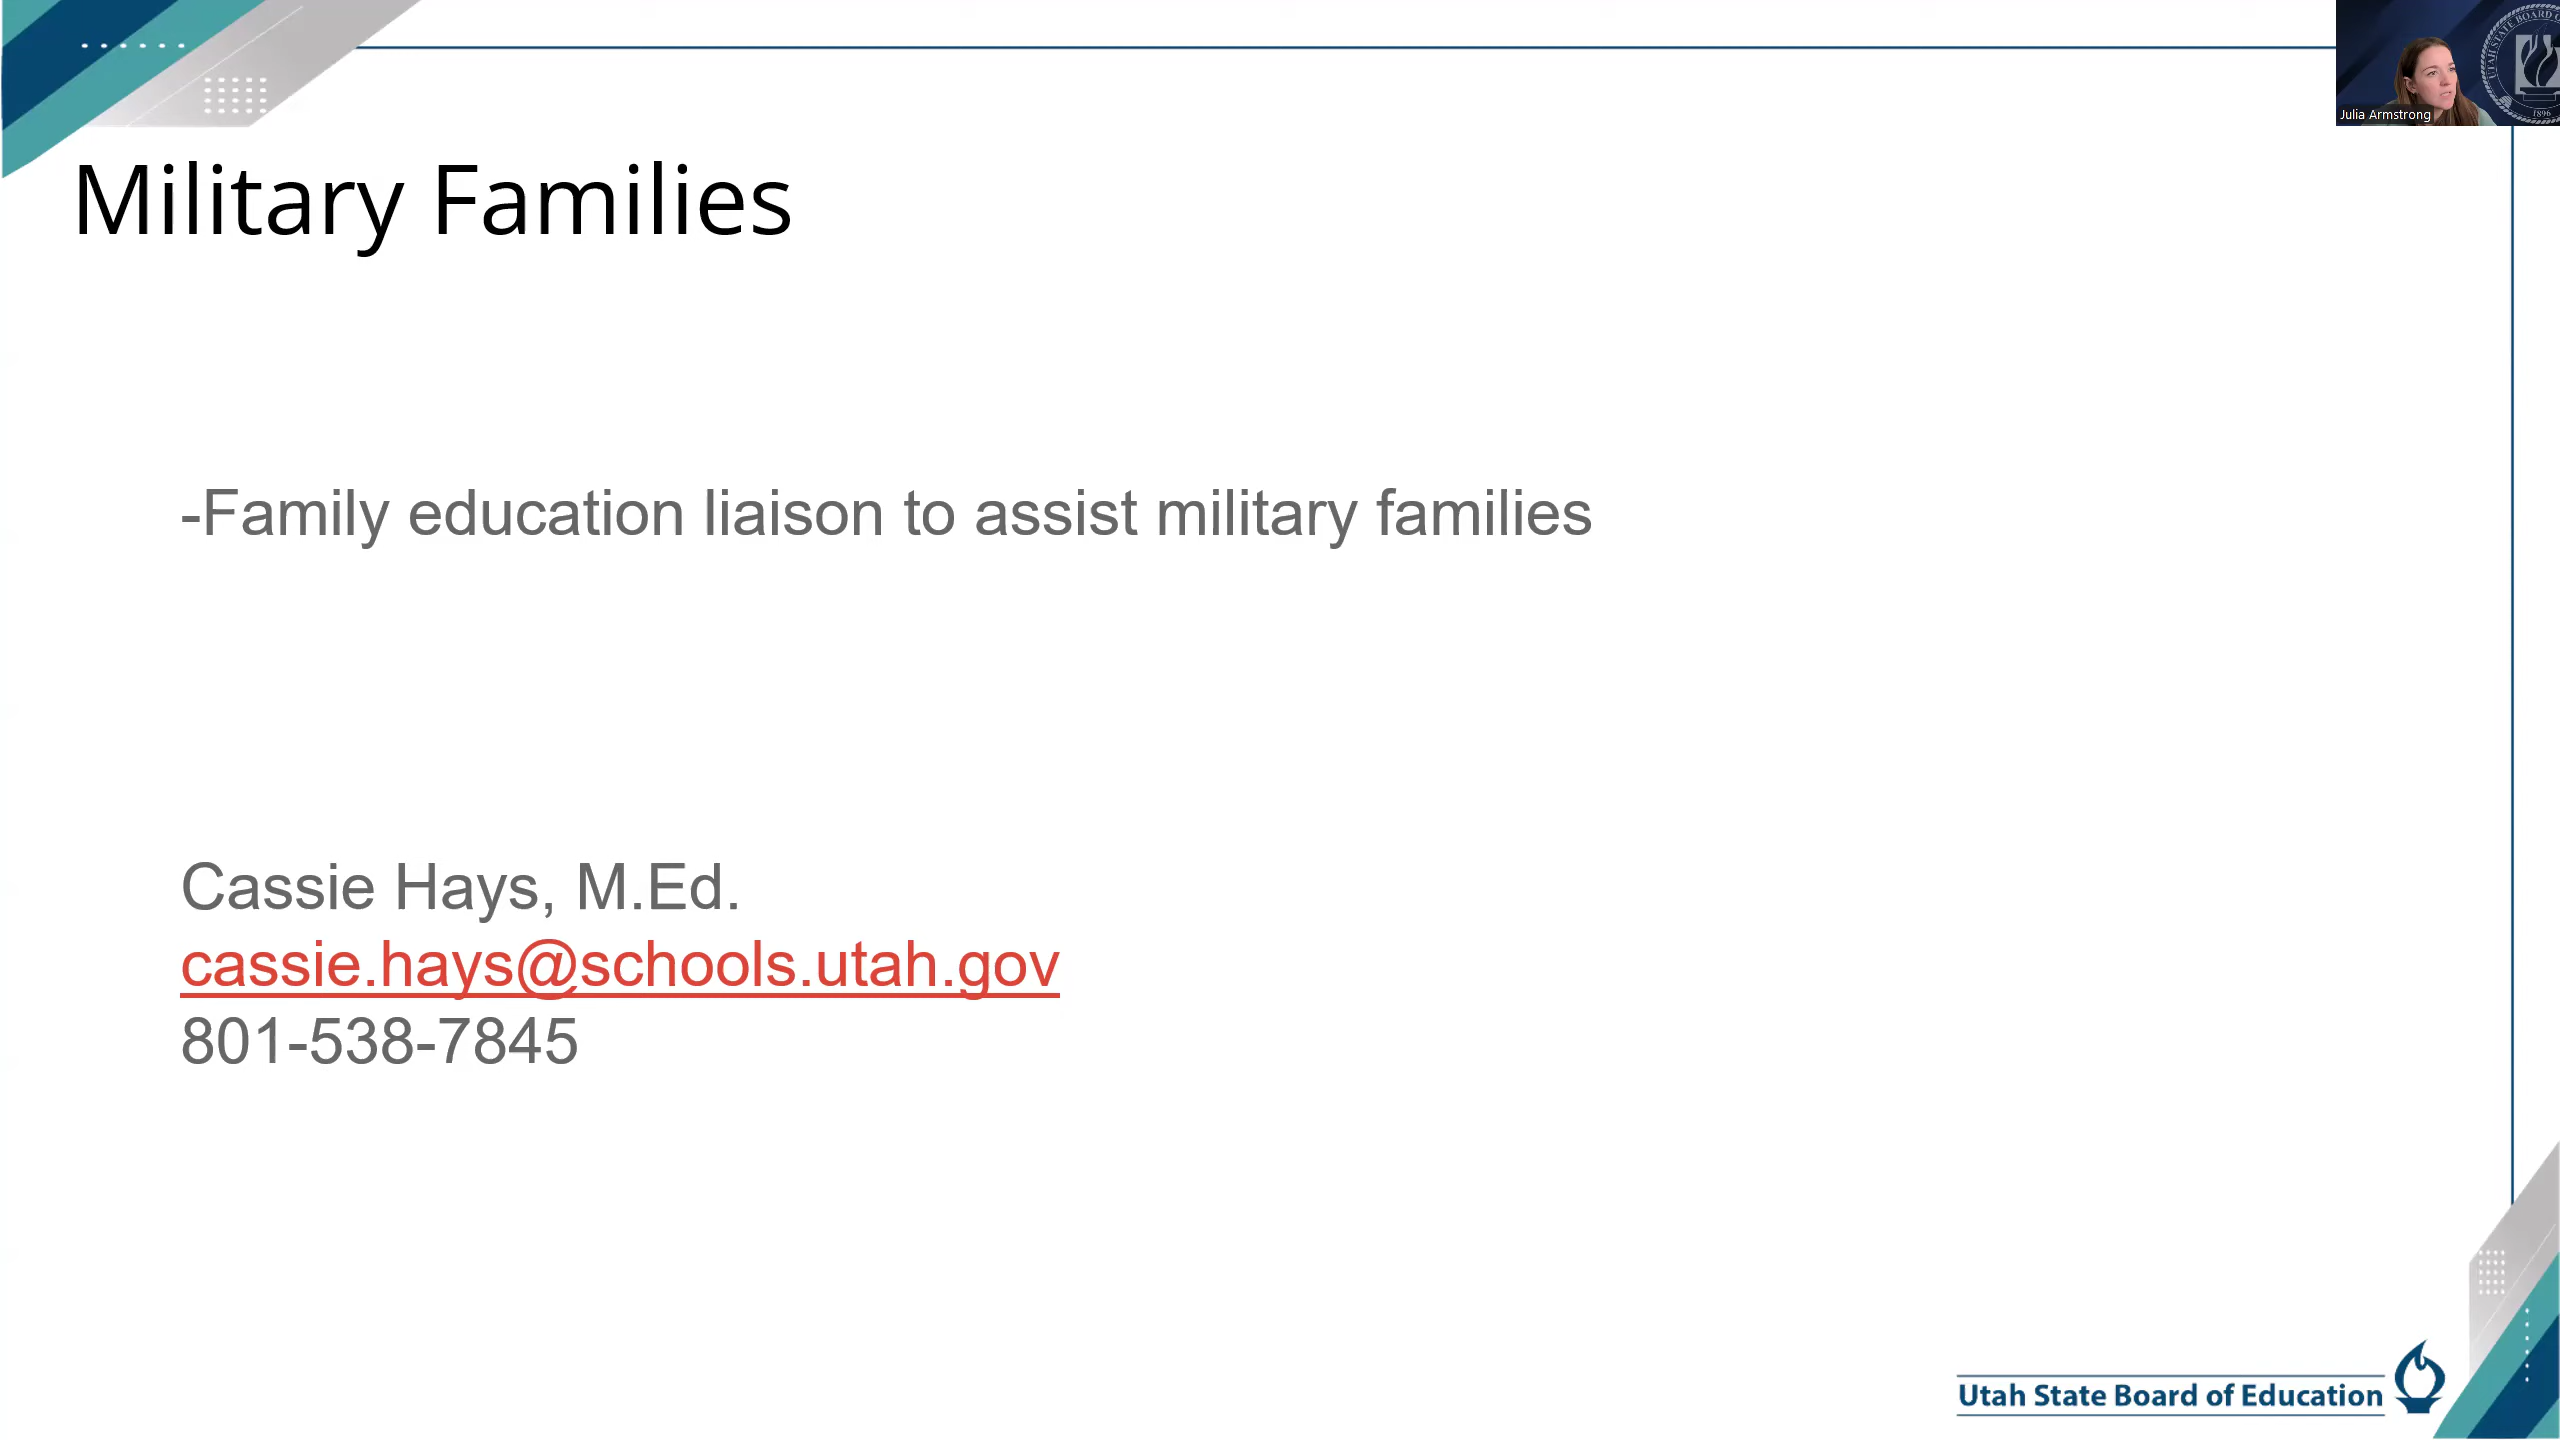 Military Families
Julia Armstrong
1896
-Family education liaison to assist military families
Cassie Hays, M.Ed.
cassie.hays@schools.utah.gov
801-538-7845
Utah State Board of Education